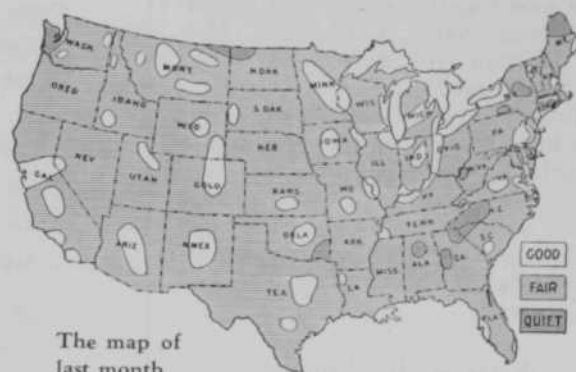 WASH.
MONT.
N.DAK.
MINN.
OREG.
IDAHO
WYO.
S.DAK.
WIS.
MICH.
NEV.
UTAH
COLO.
NEB.
IOWA
ILL.
IND.
OHIO
PA.
CAL.
KANS.
MO.
KY.
VA.
ARIZ.
N.MEX.
OKLA.
ARK.
TENN.
N.C.
S.C.
TEX.
LA.
MISS.
ALA.
GA.
FLA.
GOOD
FAIR
QUIET
The map of
last month